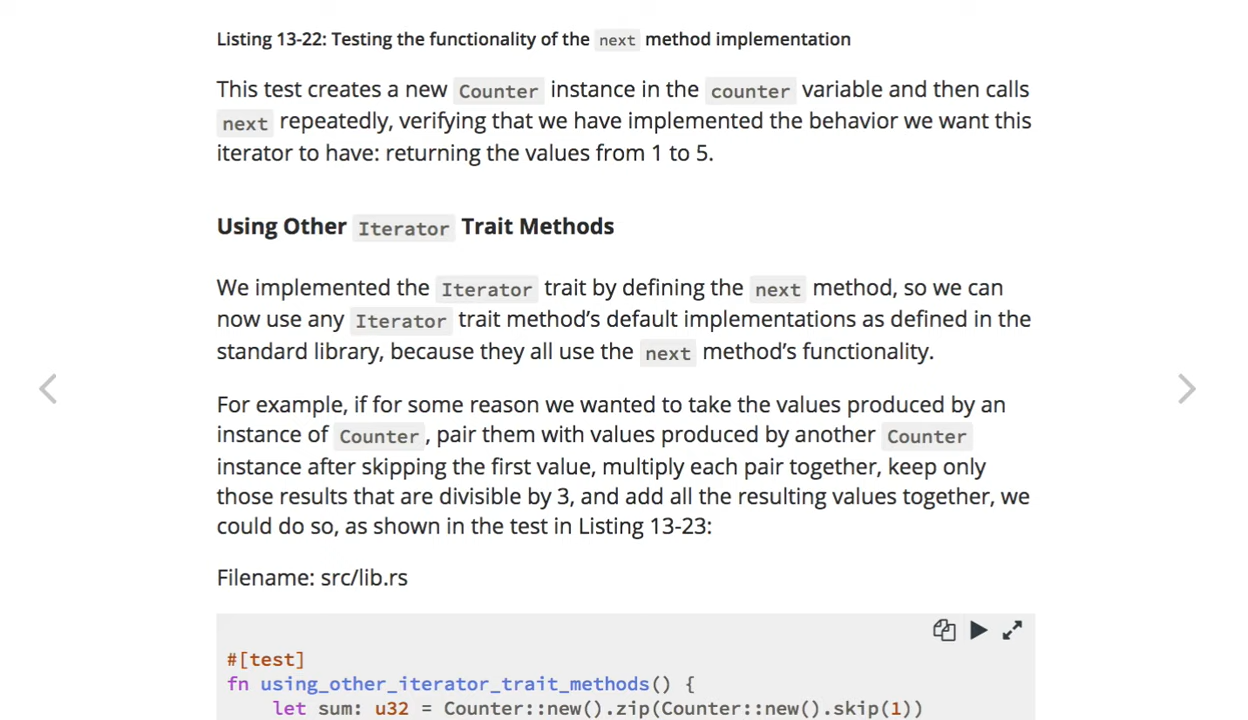 Listing 13-22: Testing the functionality of the next method implementation
This test creates a new Counter instance in the counter variable and then calls
next repeatedly, verifying that we have implemented the behavior we want this
iterator to have: returning the values from 1 to 5.
Using Other Iterator Trait Methods
We implemented the Iterator trait by defining the next method, so we can
now use any Iterator trait method’s default implementations as defined in the
standard library, because they all use the next method’s functionality.
For example, if for some reason we wanted to take the values produced by an
instance of Counter, pair them with values produced by another Counter
instance after skipping the first value, multiply each pair together, keep only
those results that are divisible by 3, and add all the resulting values together, we
could do so, as shown in the test in Listing 13-23:
Filename: src/lib.rs
#[test]
fn using_other_iterator_trait_methods() {
    let sum: u32 = Counter::new().zip(Counter::new().skip(1))